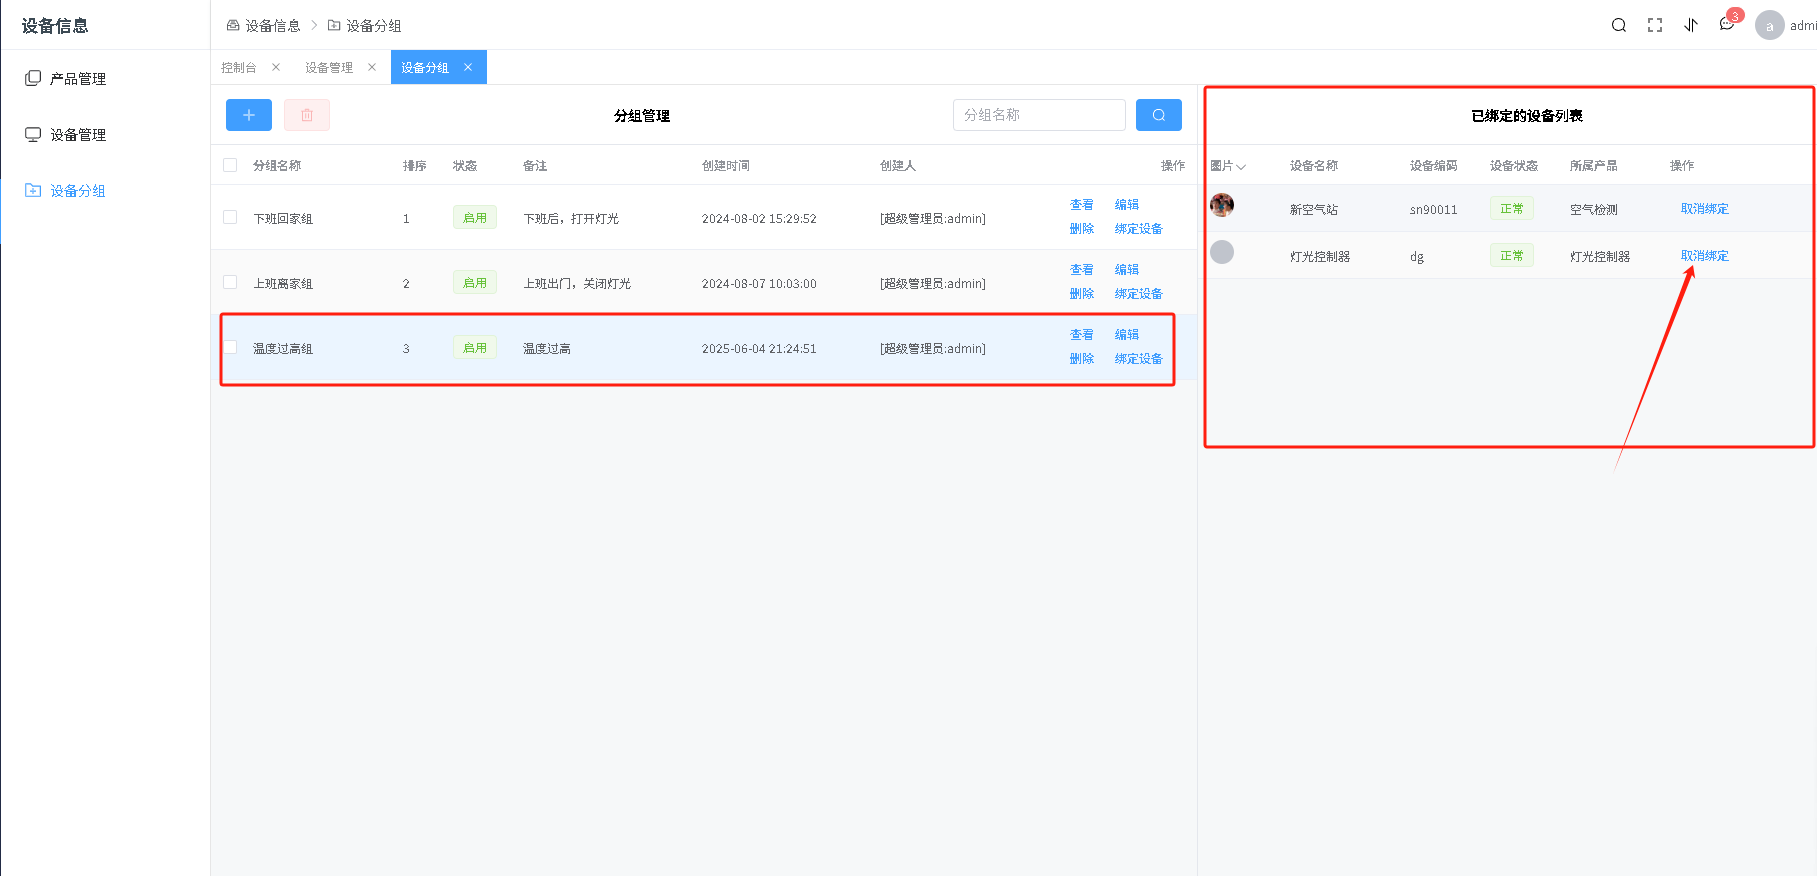 设备信息
设备信息 > 设备分组
3
a
admi
产品管理
设备管理
设备分组
控制台 × 设备管理 × 设备分组 ×
分组管理
分组名称
已绑定的设备列表
分组名称 排序 状态 备注 创建时间 创建人 操作
下班回家组 1 启用 下班后，打开灯光 2024-08-02 15:29:52 [超级管理员:admin] 查看 编辑
删除 绑定设备
上班离家组 2 启用 上班出门，关闭灯光 2024-08-07 10:03:00 [超级管理员:admin] 查看 编辑
删除 绑定设备
温度过高组 3 启用 温度过高 2025-06-04 21:24:51 [超级管理员:admin] 查看 编辑
删除 绑定设备
图片 设备名称 设备编码 设备状态 所属产品 操作
新空气站 sn90011 正常 空气检测 取消绑定
灯光控制器 dg 正常 灯光控制器 取消绑定